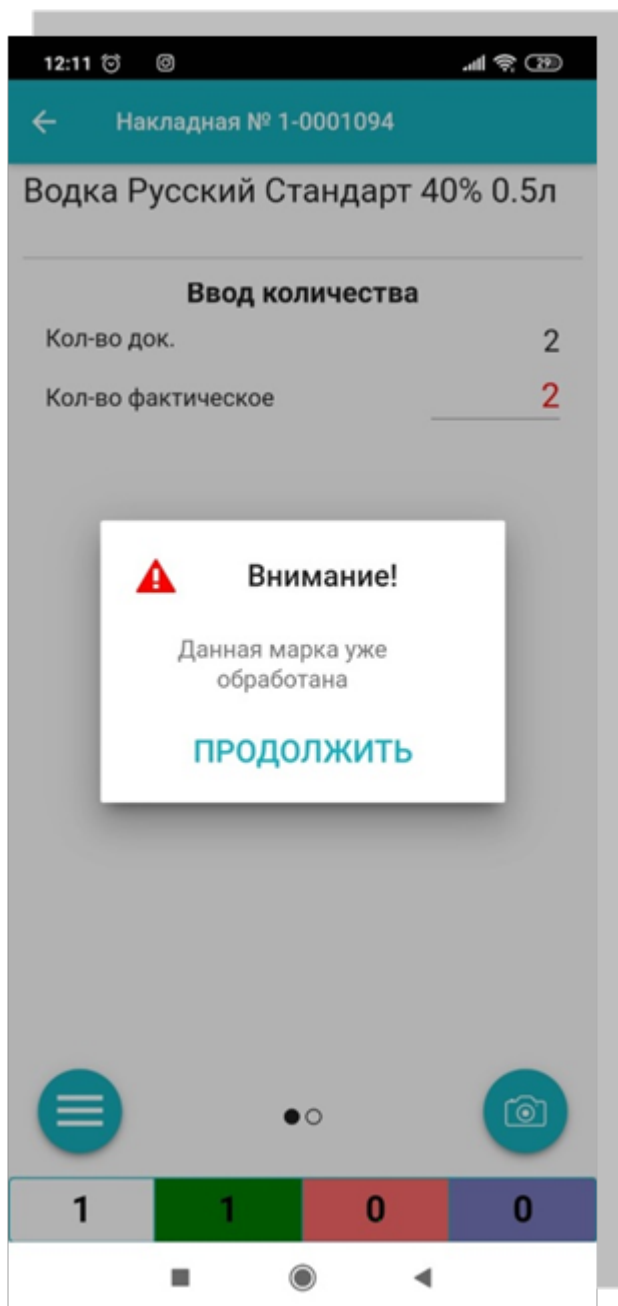 12:11
29
Накладная № 1-0001094
Водка Русский Стандарт 40% 0.5л
Ввод количества
Кол-во док. 2
Кол-во фактическое 2
Внимание!
Данная марка уже
обработана
ПРОДОЛЖИТЬ
1 1 0 0